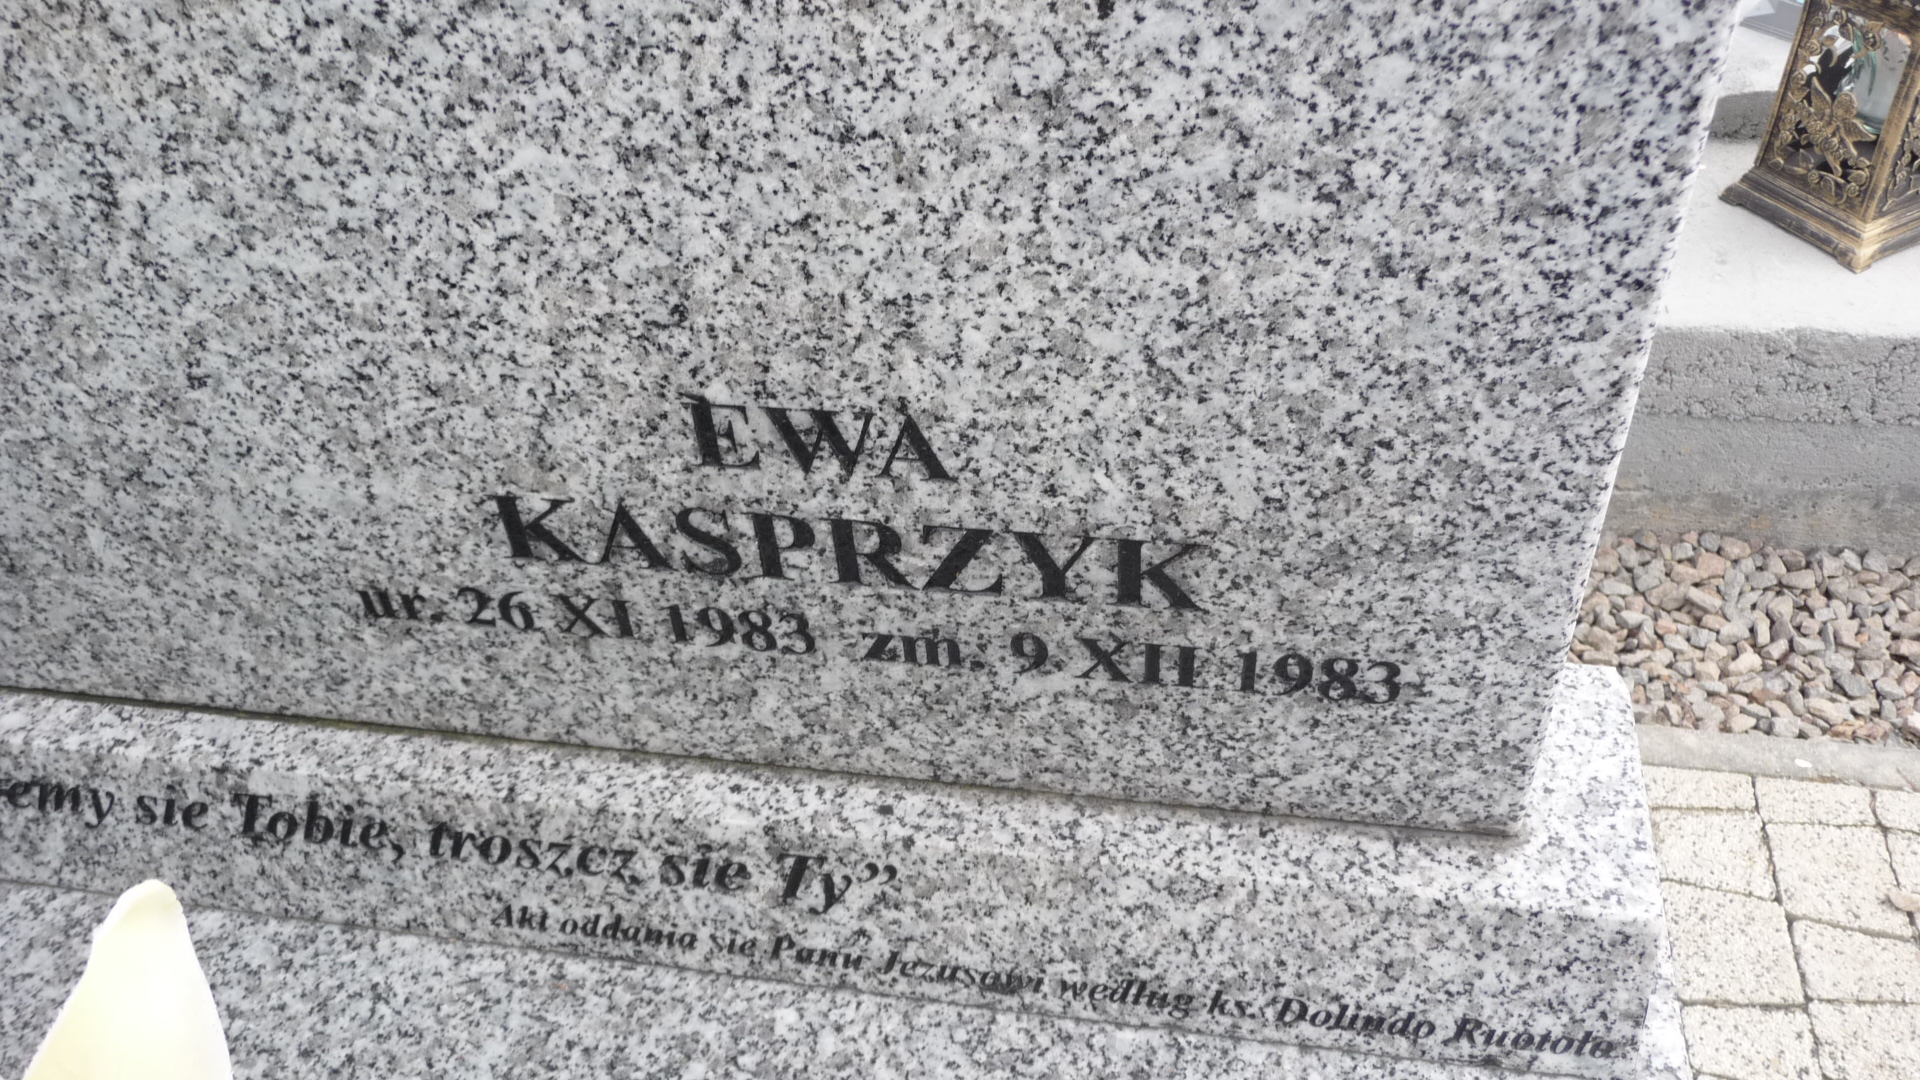 EWA
KASPRZYK
ur. 26 XI 1983 zm. 9 XII 1983
emy się Tobie, troszcz się Ty”
Akt oddania się Panu Jezusowi według ks. Dolindo Ruotolo